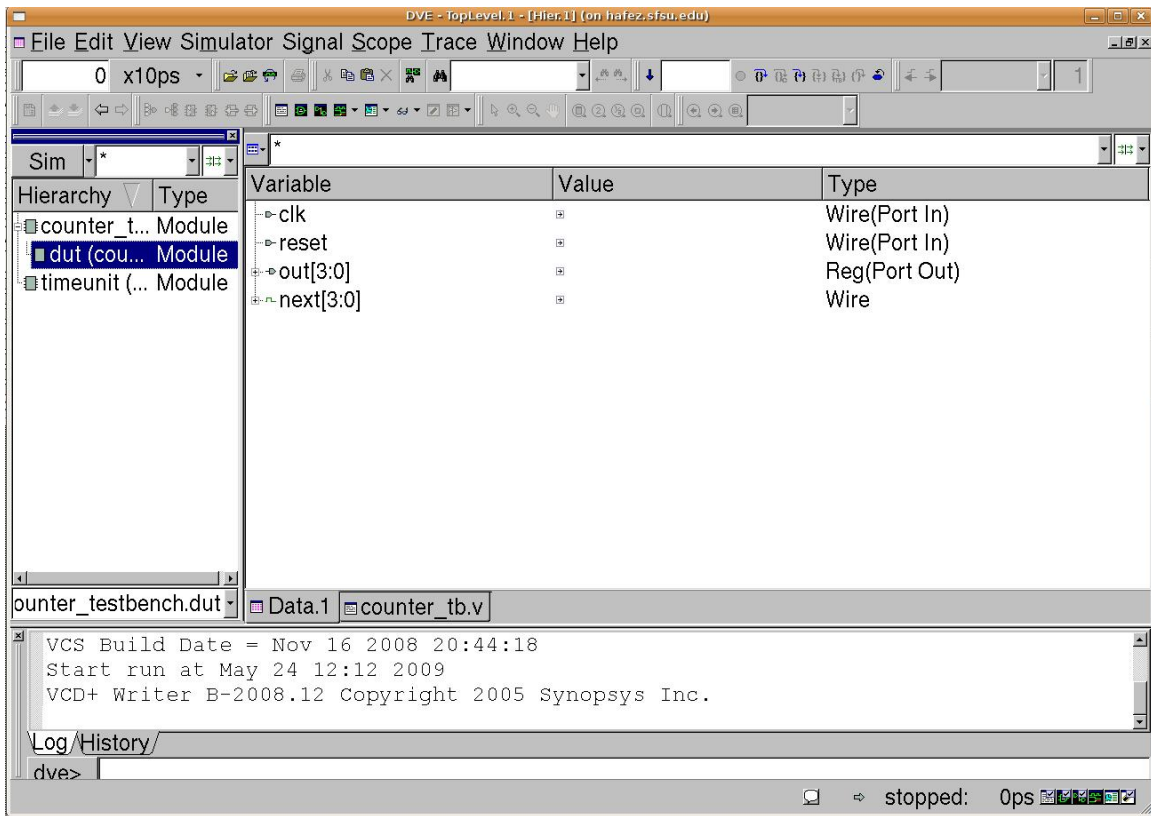 DVE - TopLevel.1 - [Hier.1] (on hafez.sfsu.edu)
File Edit View Simulator Signal Scope Trace Window Help
0 x10ps 1
Sim * *
Hierarchy Type Variable Value Type
counter_t... Module clk Wire(Port In)
dut (cou... Module reset Wire(Port In)
timeunit (... Module out[3:0] Reg(Port Out)
next[3:0] Wire
ounter_testbench.dut Data.1 counter_tb.v
VCS Build Date = Nov 16 2008 20:44:18
Start run at May 24 12:12 2009
VCD+ Writer B-2008.12 Copyright 2005 Synopsys Inc.
Log History
dve>
stopped: 0ps